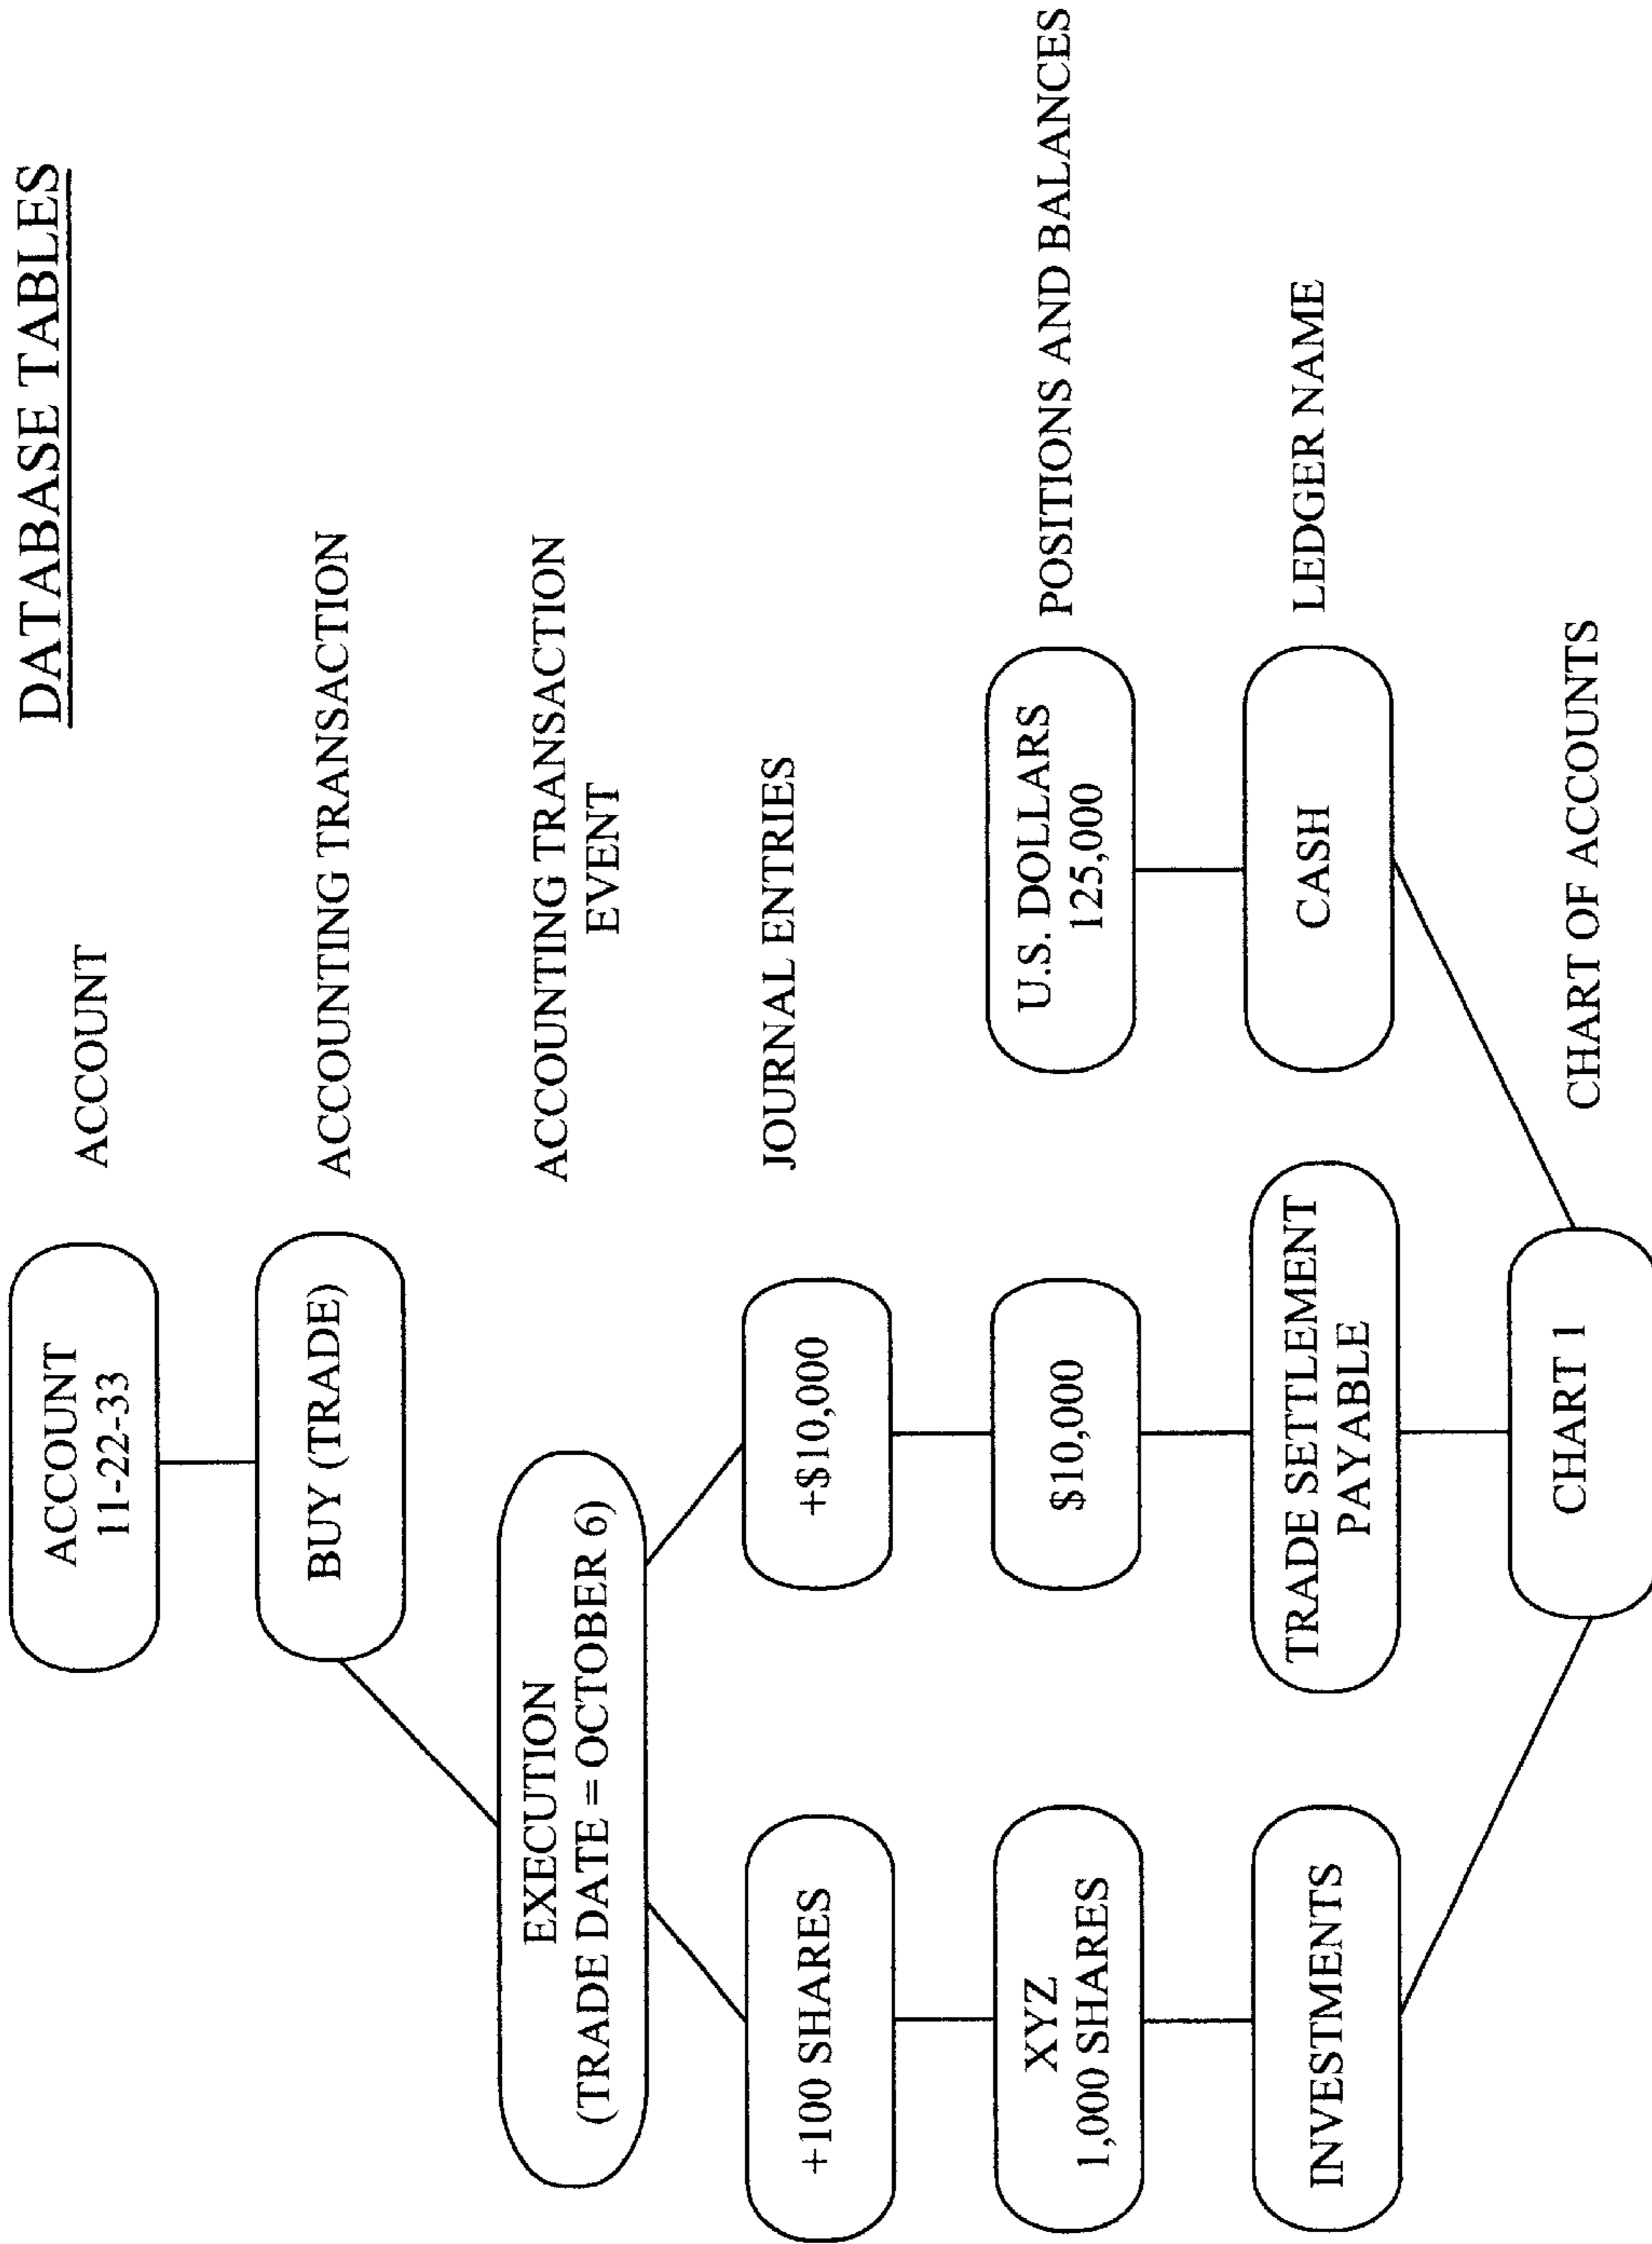 DATABASE TABLES
ACCOUNT
11-22-33
ACCOUNT
BUY (TRADE)
ACCOUNTING TRANSACTION
EXECUTION
(TRADE DATE = OCTOBER 6)
ACCOUNTING TRANSACTION
EVENT
+100 SHARES
+$10,000
JOURNAL ENTRIES
XYZ
1,000 SHARES
$10,000
U.S. DOLLARS
125,000
POSITIONS AND BALANCES
INVESTMENTS
TRADE SETTLEMENT
PAYABLE
CASH
LEDGER NAME
CHART 1
CHART OF ACCOUNTS